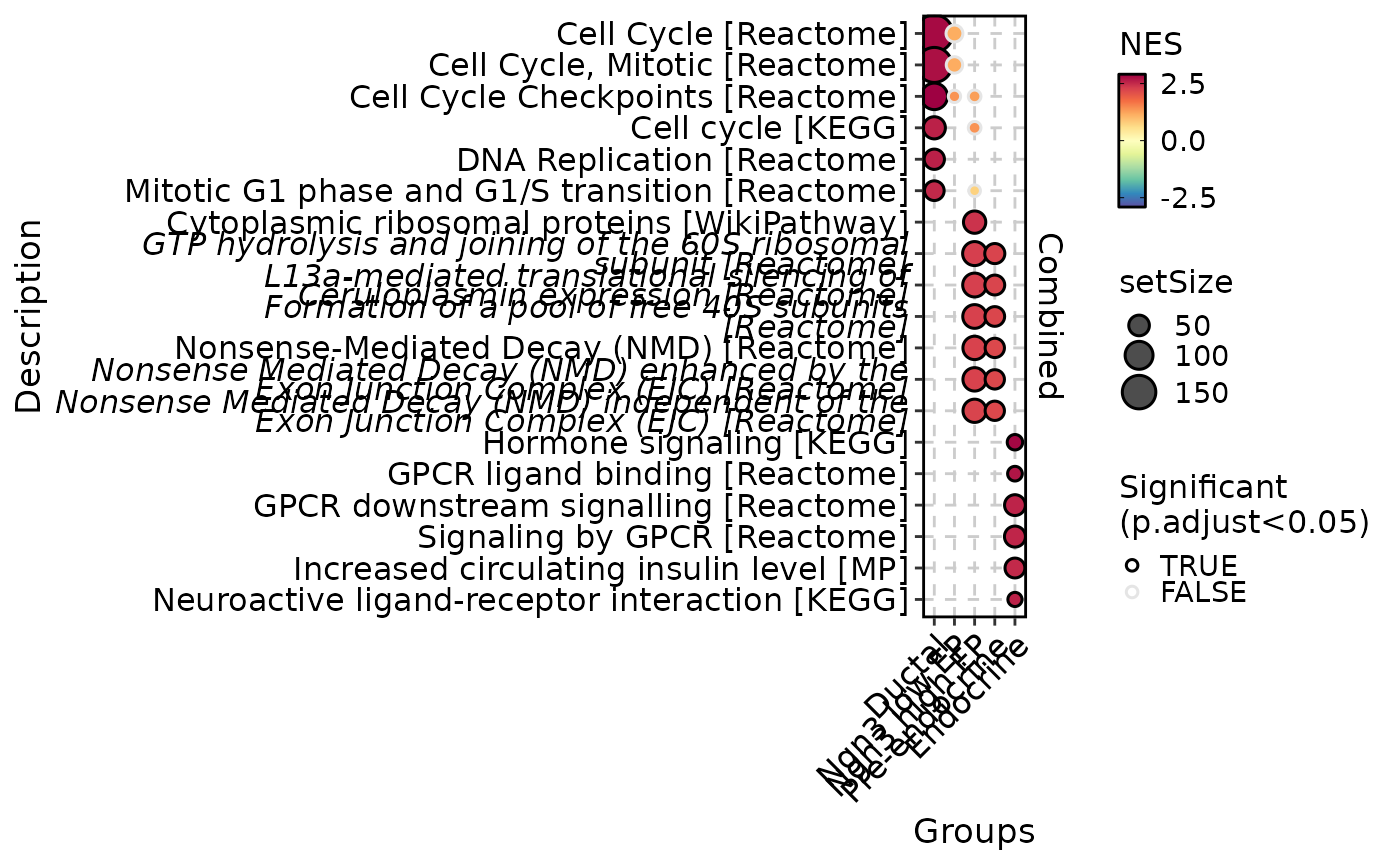 Description
Cell Cycle [Reactome]
Cell Cycle, Mitotic [Reactome]
Cell Cycle Checkpoints [Reactome]
Cell cycle [KEGG]
DNA Replication [Reactome]
Mitotic G1 phase and G1/S transition [Reactome]
Cytoplasmic ribosomal proteins [WikiPathway]
GTP hydrolysis and joining of the 60S ribosomal
subunit [Reactome]
L13a-mediated translational silencing of
Ceruloplasmin expression [Reactome]
Formation of a pool of free 40S subunits
[Reactome]
Nonsense-Mediated Decay (NMD) [Reactome]
Nonsense Mediated Decay (NMD) enhanced by the
Exon Junction Complex (EJC) [Reactome]
Nonsense Mediated Decay (NMD) independent of the
Exon Junction Complex (EJC) [Reactome]
Hormone signaling [KEGG]
GPCR ligand binding [Reactome]
GPCR downstream signalling [Reactome]
Signaling by GPCR [Reactome]
Increased circulating insulin level [MP]
Neuroactive ligand-receptor interaction [KEGG]
Combined
Ductal
Ngn3 low EP
Ngn3 high EP
Pre-endocrine
Endocrine
Groups
NES
2.5
0.0
-2.5
setSize
50
100
150
Significant
(p.adjust<0.05)
TRUE
FALSE